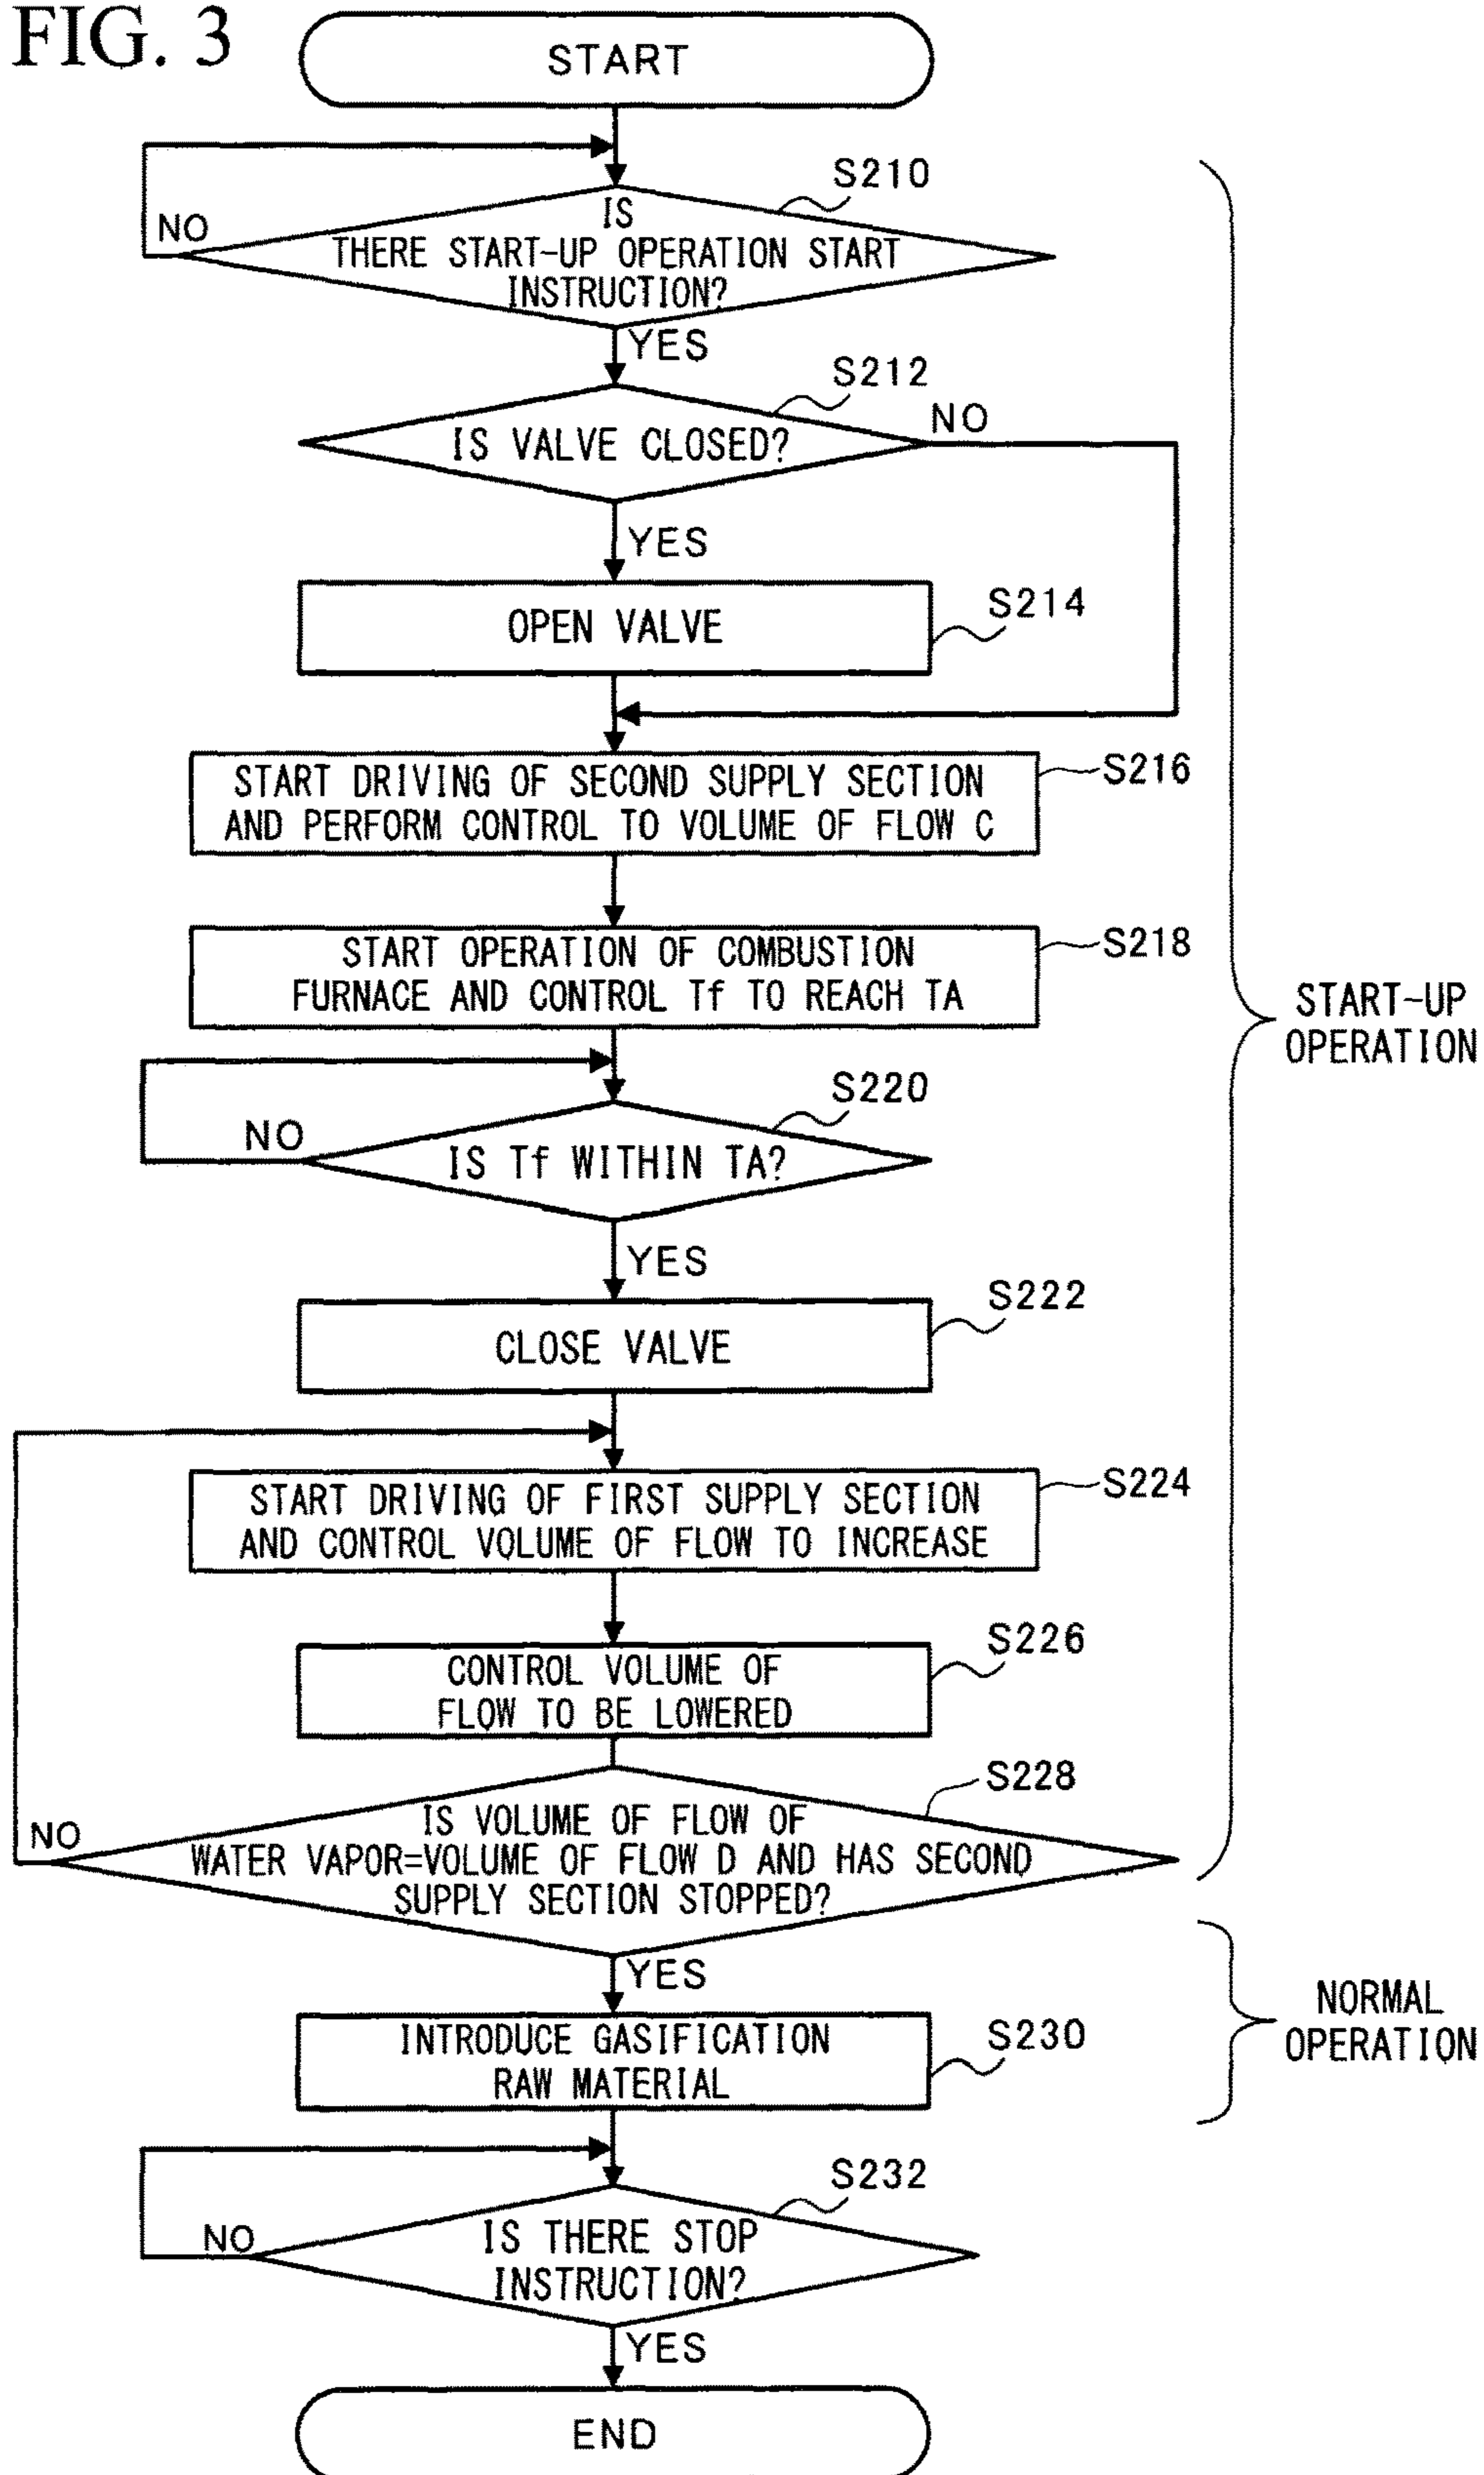 FIG. 3
START
S210
NO
IS
THERE START-UP OPERATION START
INSTRUCTION?
YES
S212
NO
IS VALVE CLOSED?
YES
OPEN VALVE
S214
START DRIVING OF SECOND SUPPLY SECTION
AND PERFORM CONTROL TO VOLUME OF FLOW C
S216
START OPERATION OF COMBUSTION
FURNACE AND CONTROL Tf TO REACH TA
S218
START-UP
OPERATION
S220
NO
IS Tf WITHIN TA?
YES
CLOSE VALVE
S222
START DRIVING OF FIRST SUPPLY SECTION
AND CONTROL VOLUME OF FLOW TO INCREASE
S224
CONTROL VOLUME OF
FLOW TO BE LOWERED
S226
S228
NO
IS VOLUME OF FLOW OF
WATER VAPOR=VOLUME OF FLOW D AND HAS SECOND
SUPPLY SECTION STOPPED?
YES
INTRODUCE GASIFICATION
RAW MATERIAL
S230
NORMAL
OPERATION
S232
NO
IS THERE STOP
INSTRUCTION?
YES
END